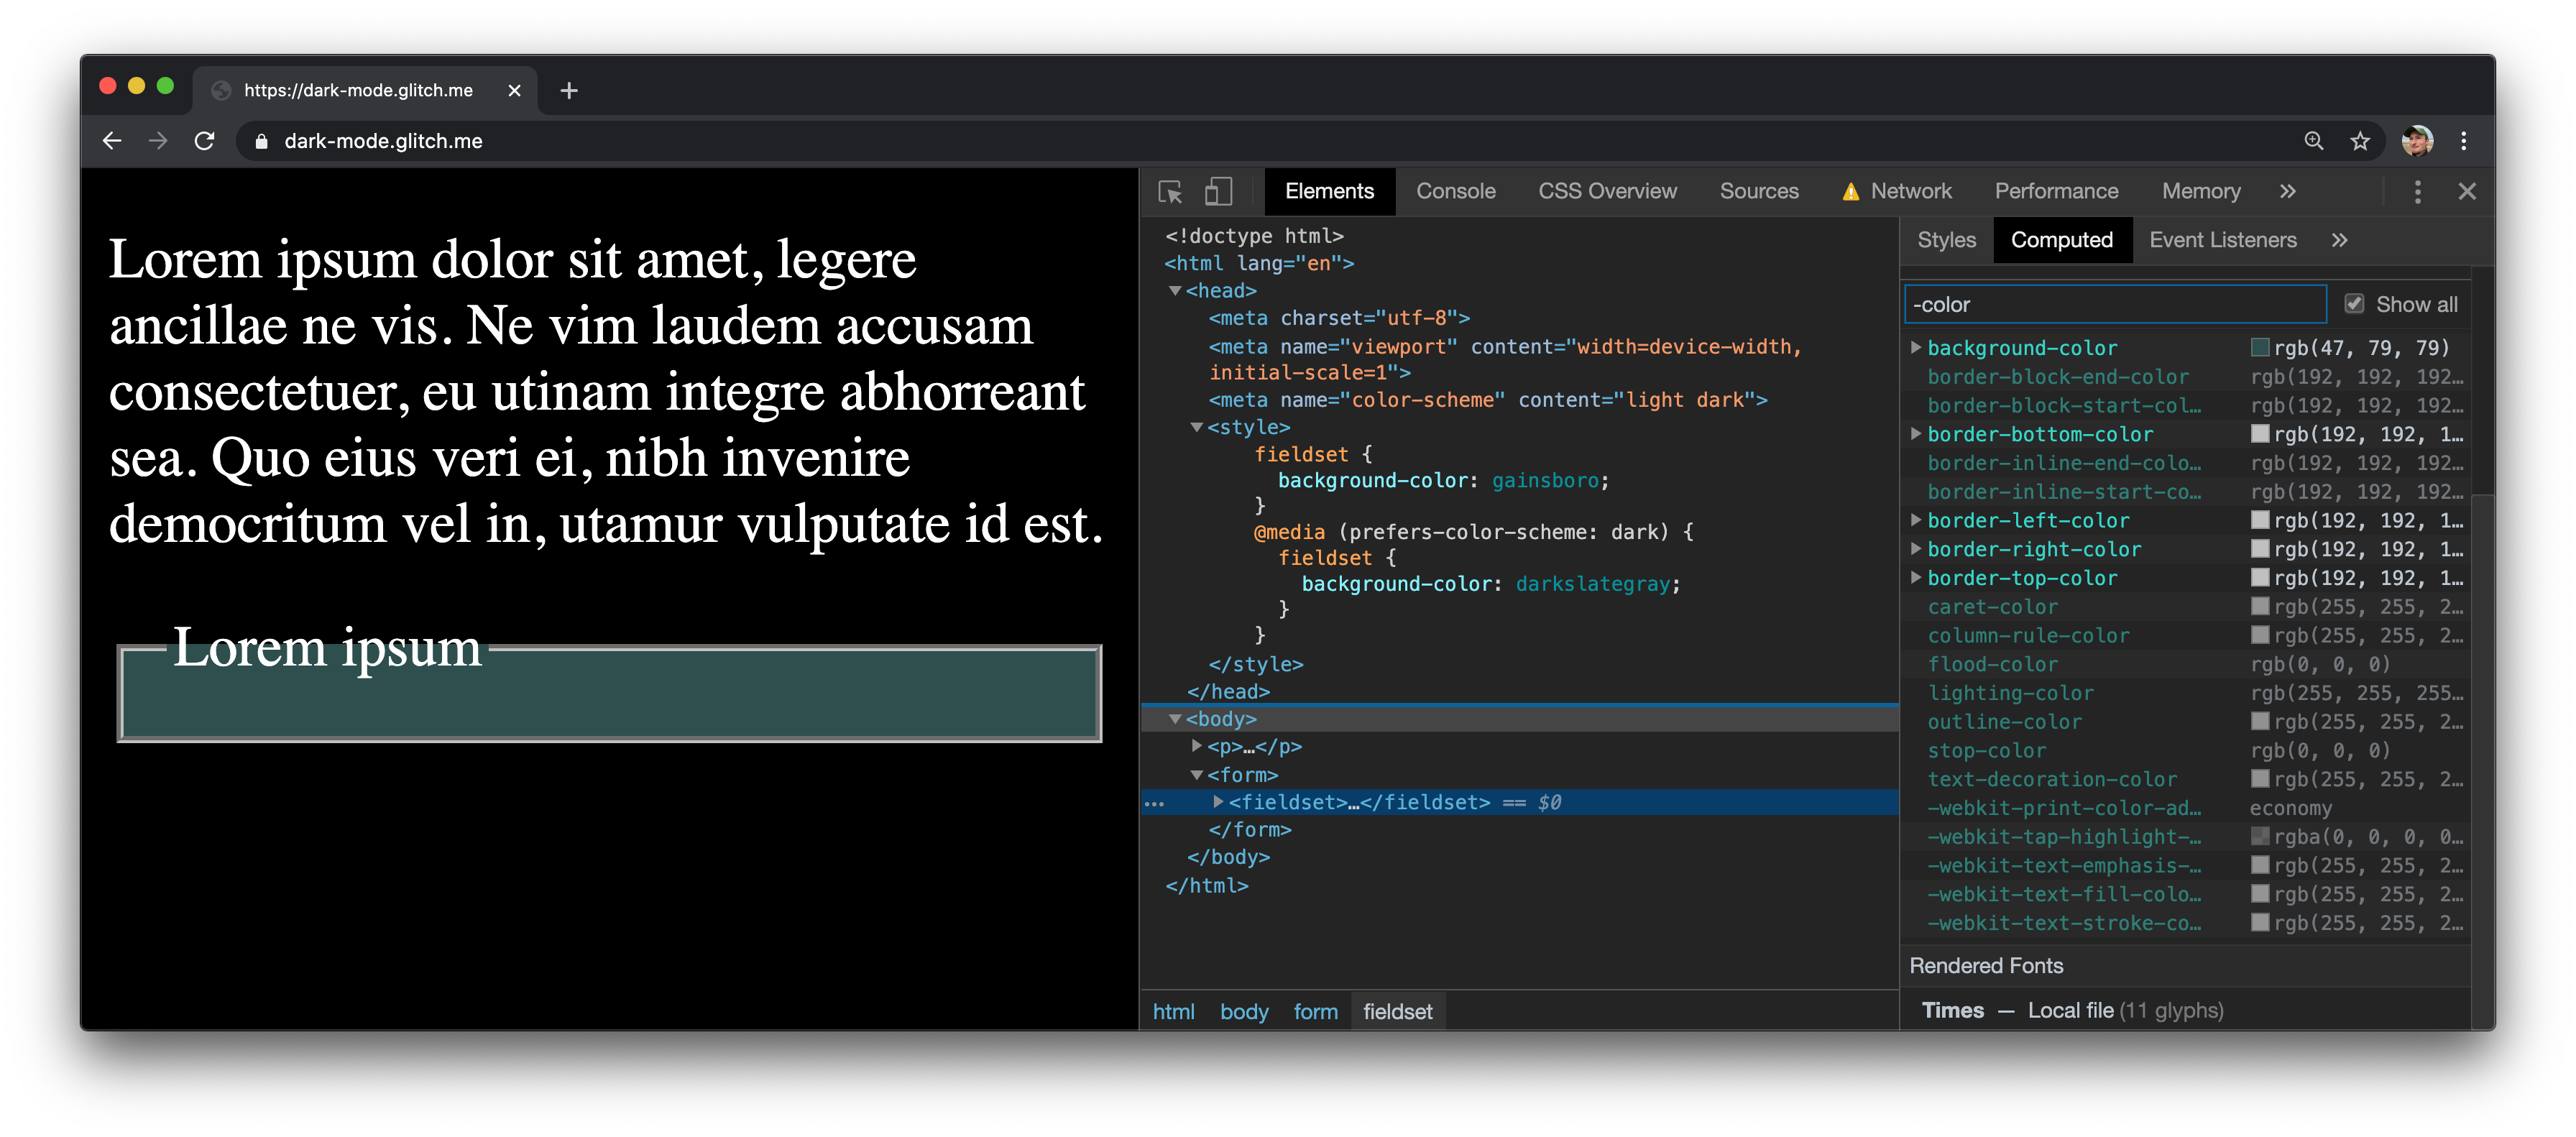 https://dark-mode.glitch.me
dark-mode.glitch.me
Lorem ipsum dolor sit amet, legere
ancillae ne vis. Ne vim laudem accusam
consectetuer, eu utinam integre abhorreant
sea. Quo eius veri ei, nibh invenire
democritum vel in, utamur vulputate id est.
Lorem ipsum
Elements Console CSS Overview Sources Network Performance Memory »
<!doctype html>
<html lang="en">
<head>
<meta charset="utf-8">
<meta name="viewport" content="width=device-width,
initial-scale=1">
<meta name="color-scheme" content="light dark">
<style>
fieldset {
background-color: gainsboro;
}
@media (prefers-color-scheme: dark) {
fieldset {
background-color: darkslategray;
}
}
</style>
</head>
<body>
<p>…</p>
<form>
<fieldset>…</fieldset> == $0
</form>
</body>
</html>
html body form fieldset
Styles Computed Event Listeners »
-color Show all
background-color rgb(47, 79, 79)
border-block-end-color rgb(192, 192, 192…
border-block-start-col… rgb(192, 192, 192…
border-bottom-color rgb(192, 192, 1…
border-inline-end-colo… rgb(192, 192, 192…
border-inline-start-co… rgb(192, 192, 192…
border-left-color rgb(192, 192, 1…
border-right-color rgb(192, 192, 1…
border-top-color rgb(192, 192, 1…
caret-color rgb(255, 255, 2…
column-rule-color rgb(255, 255, 2…
flood-color rgb(0, 0, 0)
lighting-color rgb(255, 255, 255…
outline-color rgb(255, 255, 2…
stop-color rgb(0, 0, 0)
text-decoration-color rgb(255, 255, 2…
-webkit-print-color-ad… economy
-webkit-tap-highlight-… rgba(0, 0, 0, 0…
-webkit-text-emphasis-… rgb(255, 255, 2…
-webkit-text-fill-colo… rgb(255, 255, 2…
-webkit-text-stroke-co… rgb(255, 255, 2…
Rendered Fonts
Times — Local file (11 glyphs)